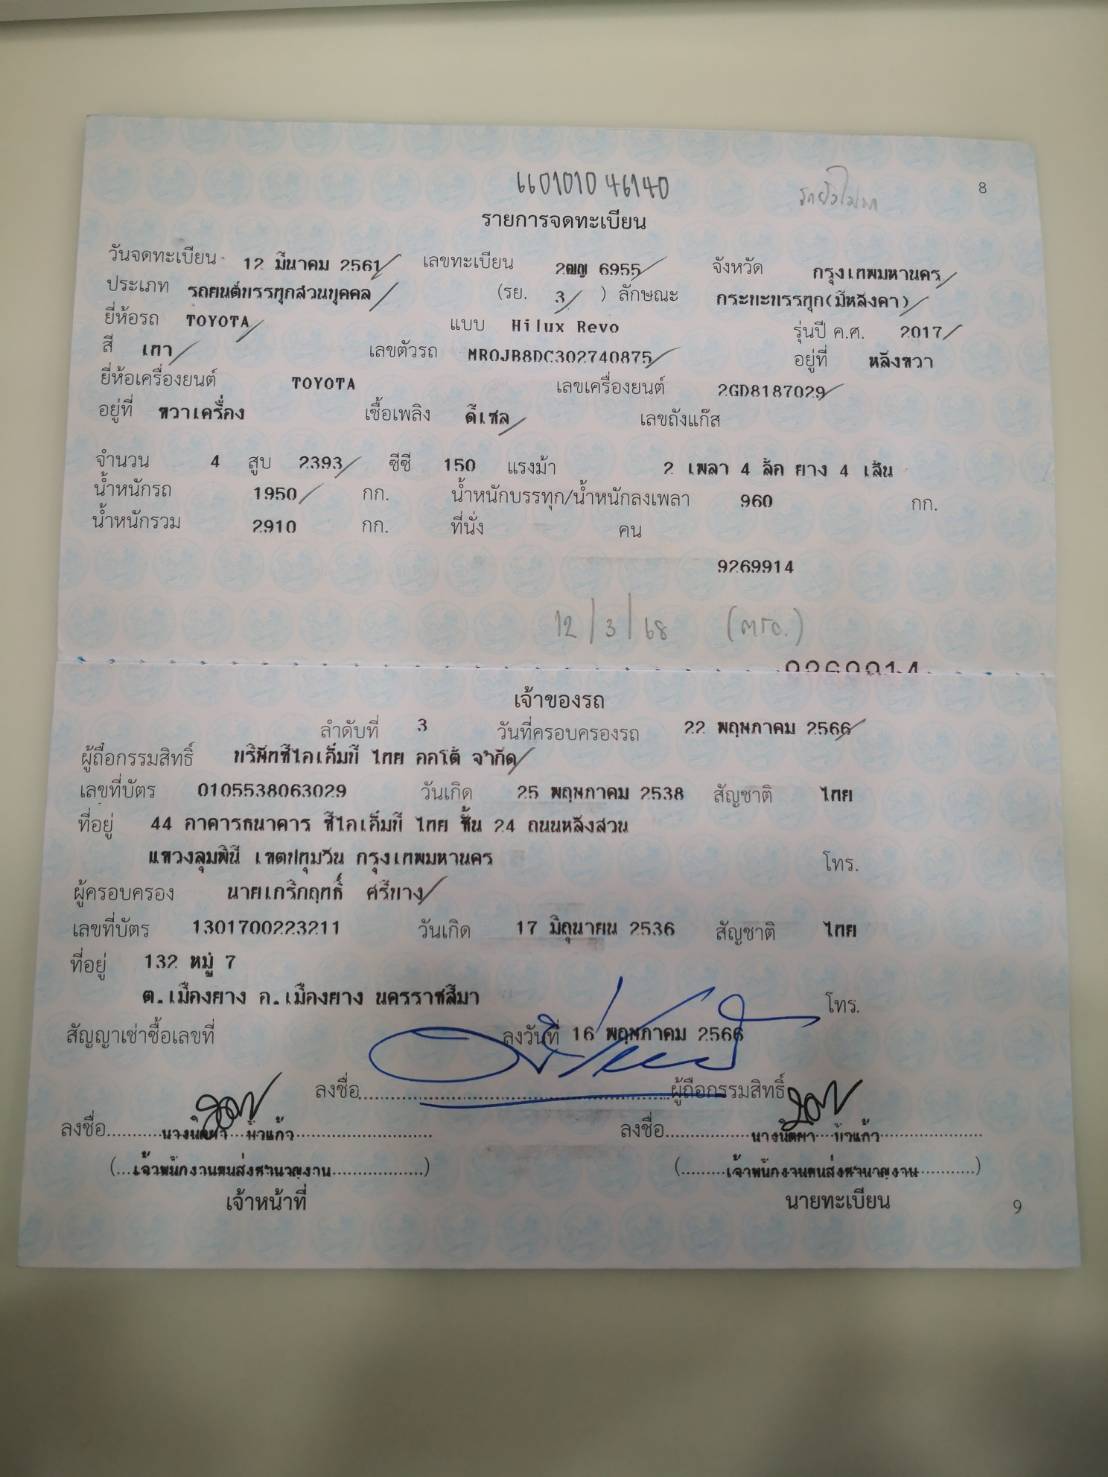 660101046140
8
รายการจดทะเบียน
วันจดทะเบียน 12 มีนาคม 2561 เลขทะเบียน 2ฒญ 6955 จังหวัด กรุงเทพมหานคร
ประเภท รถยนต์บรรทุกส่วนบุคคล (รย. 3 ) ลักษณะ กระบะบรรทุก(มีหลังคา)
ยี่ห้อรถ TOYOTA แบบ Hilux Revo รุ่นปี ค.ศ. 2017
สี เทา เลขตัวรถ MR0JB8DC302740875 อยู่ที่ หลังขวา
ยี่ห้อเครื่องยนต์ TOYOTA เลขเครื่องยนต์ 2GD8187029
อยู่ที่ ขวาเครื่อง เชื้อเพลิง ดีเซล เลขถังแก๊ส
จำนวน 4 สูบ 2393 ซีซี 150 แรงม้า 2 เพลา 4 ล้อ ยาง 4 เส้น
น้ำหนักรถ 1950 กก. น้ำหนักบรรทุก/น้ำหนักลงเพลา 960 กก.
น้ำหนักรวม 2910 กก. ที่นั่ง คน
9269914
12/3/68 (ตรอ.)
9269914
เจ้าของรถ
ลำดับที่ 3 วันที่ครอบครองรถ 22 พฤษภาคม 2566
ผู้ถือกรรมสิทธิ์ บริษัทซีไอเอ็มบี ไทย ออโต้ จำกัด
เลขที่บัตร 0105538063029 วันเกิด 25 พฤษภาคม 2538 สัญชาติ ไทย
ที่อยู่ 44 อาคารธนาคาร ซีไอเอ็มบี ไทย ชั้น 24 ถนนหลังสวน
แขวงลุมพินี เขตปทุมวัน กรุงเทพมหานคร โทร.
ผู้ครอบครอง นายเกริกฤทธิ์ ศรีบาง
เลขที่บัตร 1301700223211 วันเกิด 17 มิถุนายน 2536 สัญชาติ ไทย
ที่อยู่ 132 หมู่ 7
ต.เมืองยาง อ.เมืองยาง นครราชสีมา โทร.
สัญญาเช่าซื้อเลขที่ ลงวันที่ 16 พฤษภาคม 2566
ลงชื่อ ผู้ถือกรรมสิทธิ์
ลงชื่อ บัวแก้ว ลงชื่อ บัวแก้ว
(เจ้าพนักงานขนส่งชำนาญงาน) (เจ้าพนักงานขนส่งชำนาญงาน)
เจ้าหน้าที่ นายทะเบียน
9